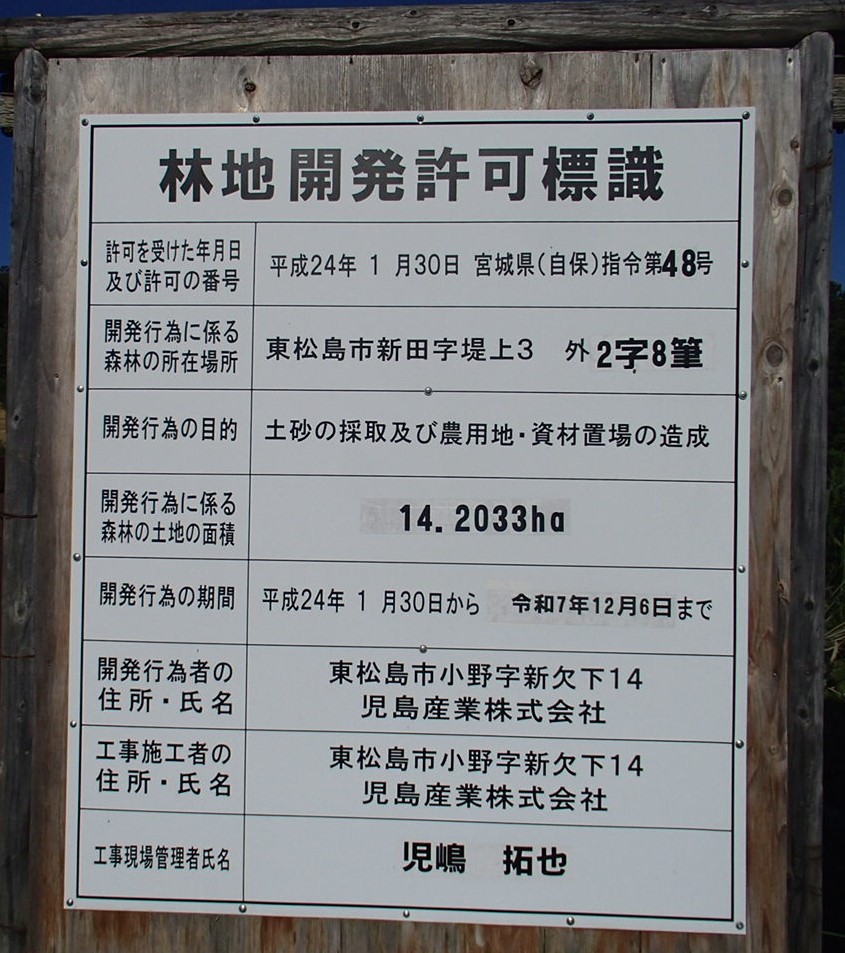 林地開発許可標識
許可を受けた年月日
及び許可の番号
平成24年 1 月30日 宮城県(自保)指令第48号
開発行為に係る
森林の所在場所
東松島市新田字堤上3 外 2字8筆
開発行為の目的
土砂の採取及び農用地・資材置場の造成
開発行為に係る
森林の土地の面積
14.2033ha
開発行為の期間
平成24年 1 月30日から 令和7年12月6日まで
開発行為者の
住所・氏名
東松島市小野字新欠下14
児島産業株式会社
工事施工者の
住所・氏名
東松島市小野字新欠下14
児島産業株式会社
工事現場管理者氏名
児嶋 拓也